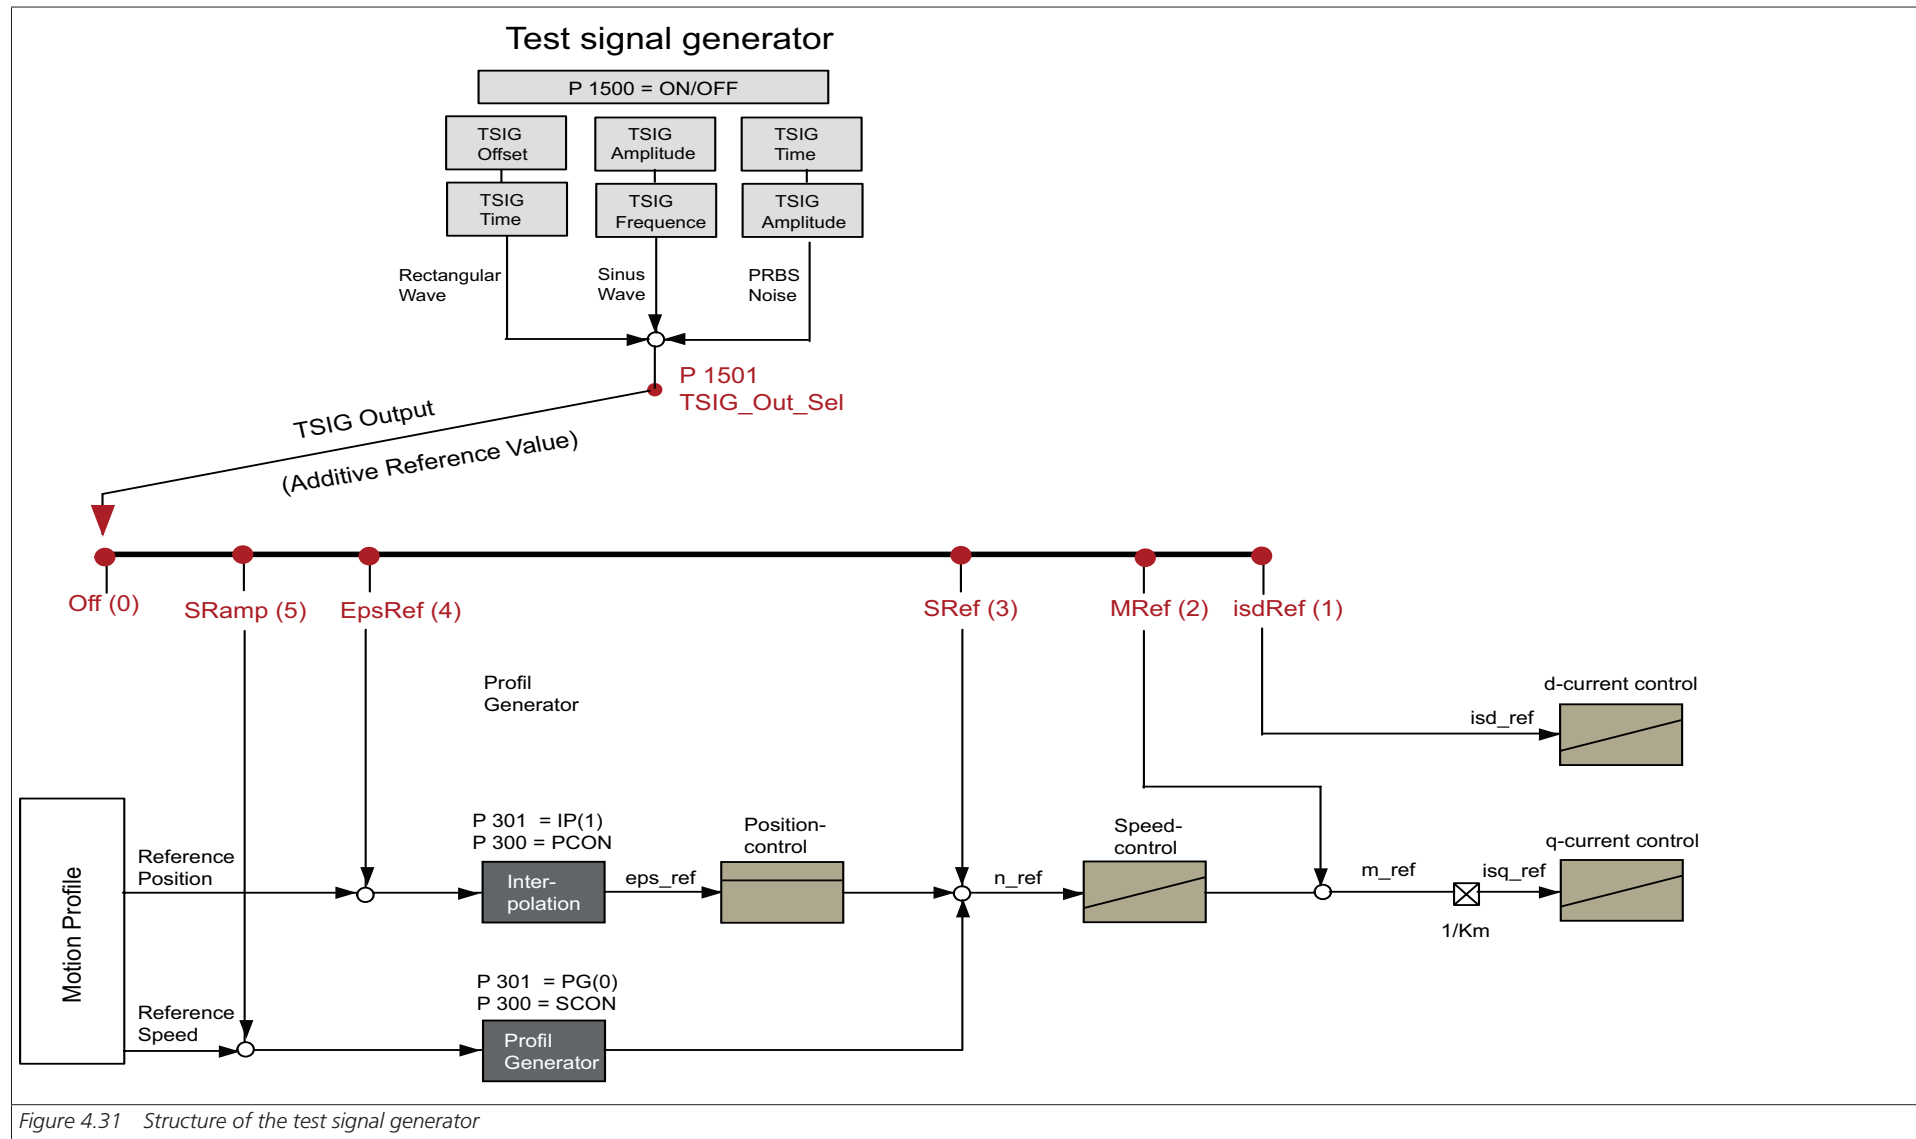 Test signal generator
P 1500 = ON/OFF
TSIG
Offset
TSIG
Amplitude
TSIG
Time
TSIG
Time
TSIG
Frequence
TSIG
Amplitude
Rectangular
Wave
Sinus
Wave
PRBS
Noise
P 1501
TSIG_Out_Sel
TSIG Output
(Additive Reference Value)
Off (0)
SRamp (5)
EpsRef (4)
SRef (3)
MRef (2)
isdRef (1)
Profil
Generator
d-current control
isd_ref
Motion Profile
Reference
Position
P 301 = IP(1)
P 300 = PCON
Inter-
polation
eps_ref
Position-
control
n_ref
Speed-
control
m_ref
1/Km
isq_ref
q-current control
Reference
Speed
P 301 = PG(0)
P 300 = SCON
Profil
Generator
Figure 4.31 Structure of the test signal generator